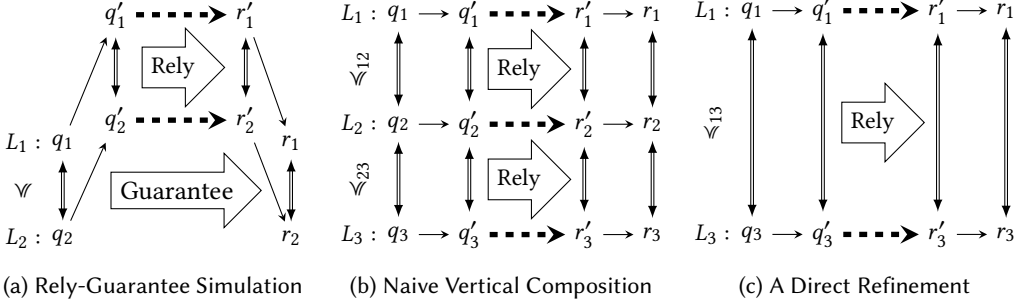 q′1 r′1
Rely
q′2 r′2
L1 : q1 r1
⩔
Guarantee
L2 : q2 r2
(a) Rely-Guarantee Simulation
L1 : q1 q′1 r′1 r1
⩔12 Rely
L2 : q2 q′2 r′2 r2
⩔23 Rely
L3 : q3 q′3 r′3 r3
(b) Naive Vertical Composition
L1 : q1 q′1 r′1 r1
⩔13 Rely
L3 : q3 q′3 r′3 r3
(c) A Direct Refinement